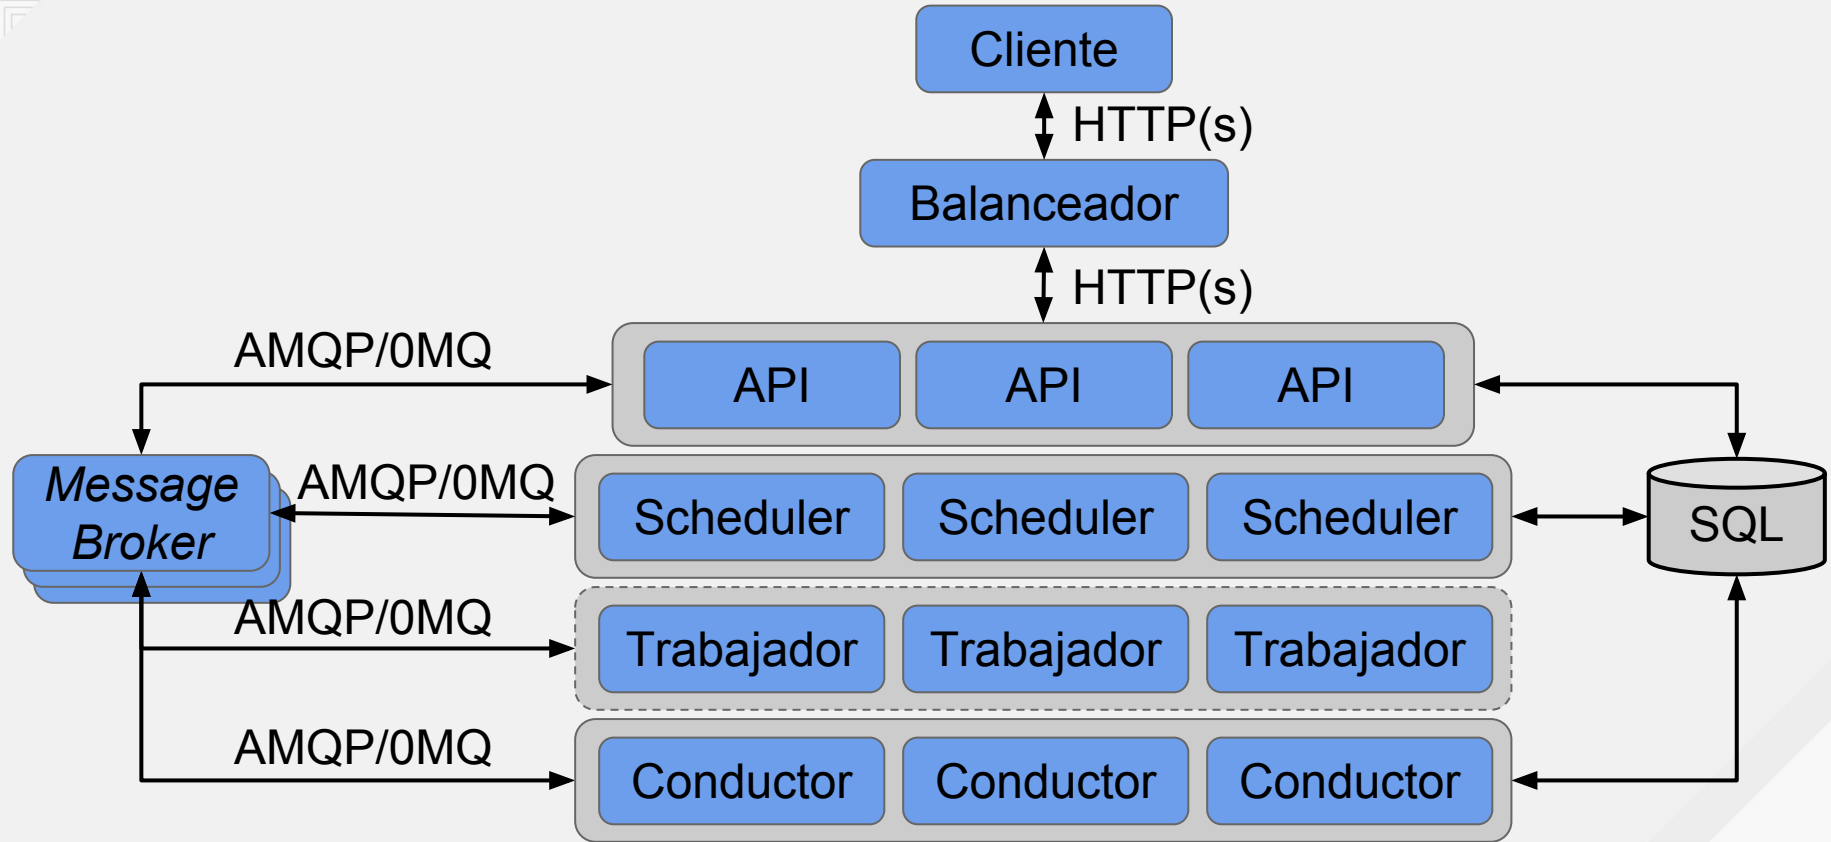 Cliente
HTTP(s)
Balanceador
HTTP(s)
AMQP/0MQ
API API API
Message
Broker
AMQP/0MQ
Scheduler Scheduler Scheduler
SQL
AMQP/0MQ
Trabajador Trabajador Trabajador
AMQP/0MQ
Conductor Conductor Conductor